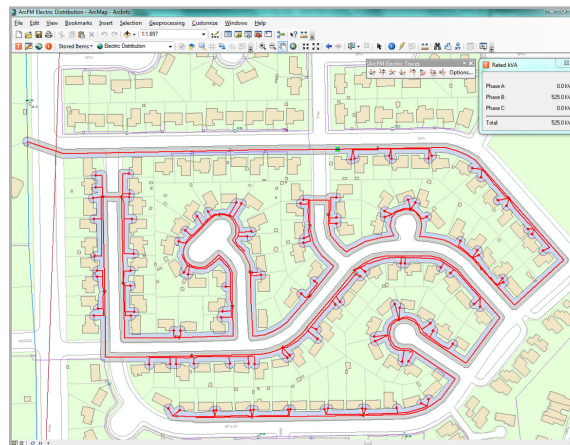 ArcFM Electric Distribution - ArcMap - ArcInfo
File Edit View Bookmarks Insert Selection Geoprocessing Customize Windows Help
1:1,697
Stored Items Electric Distribution
ArcFM Electric Traces
Options...
Rated kVA
Phase A: 0.0 kV
Phase B: 525.0 kV
Phase C: 0.0 kV
Total: 525.0 kV